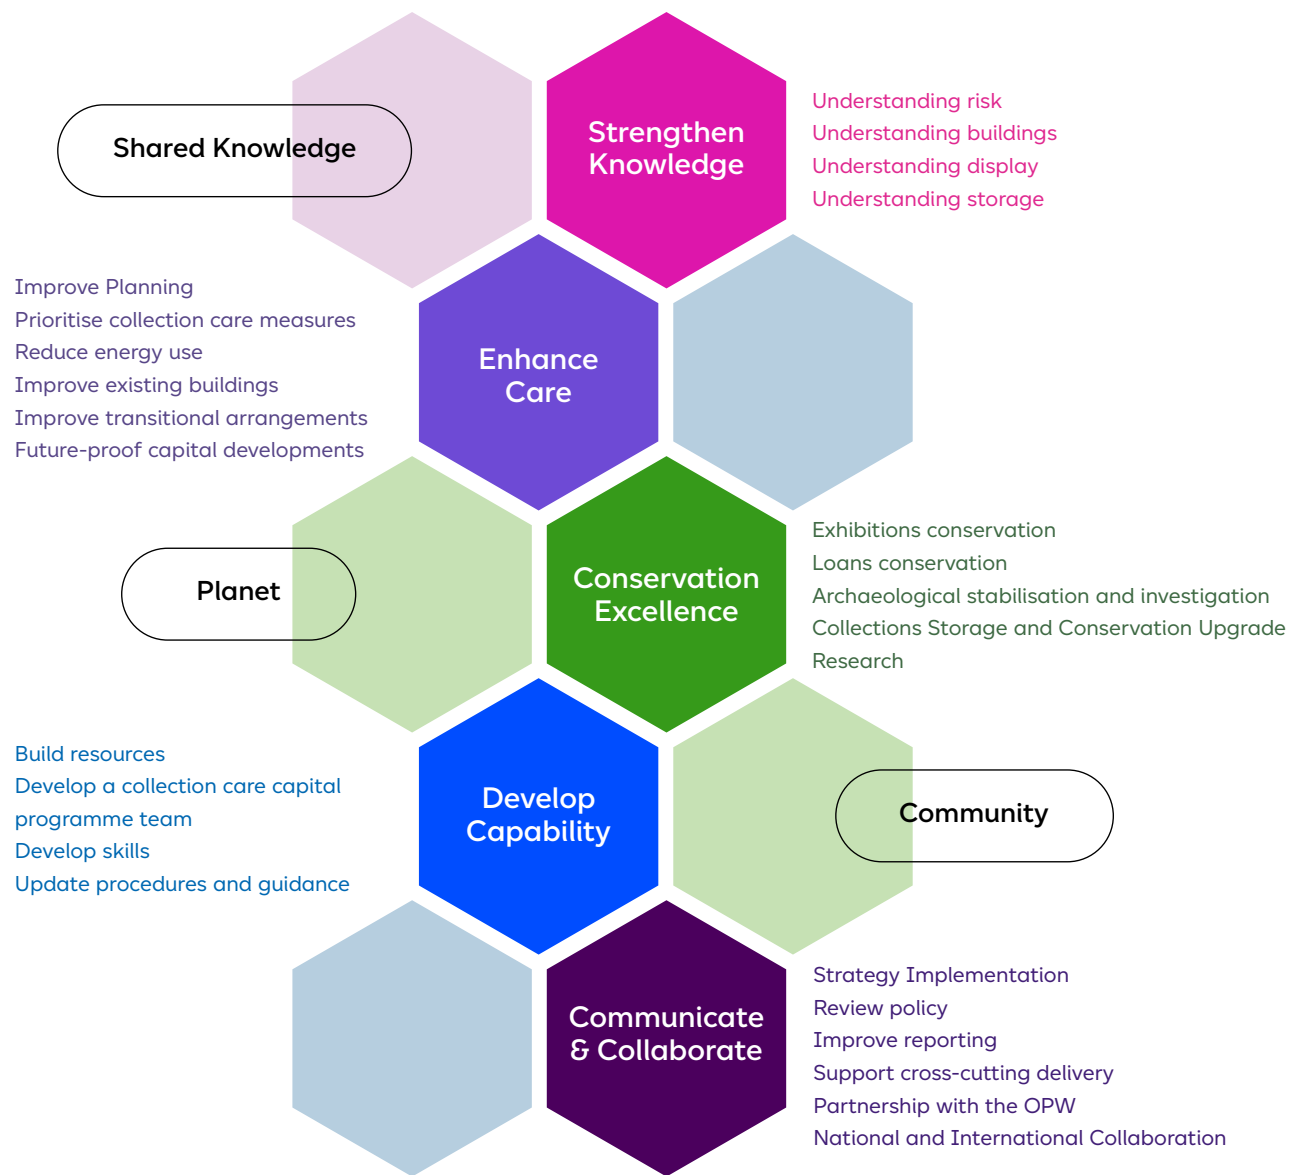 Shared Knowledge
Strengthen
Knowledge
Understanding risk
Understanding buildings
Understanding display
Understanding storage
Improve Planning
Prioritise collection care measures
Reduce energy use
Improve existing buildings
Improve transitional arrangements
Future-proof capital developments
Enhance
Care
Planet
Conservation
Excellence
Exhibitions conservation
Loans conservation
Archaeological stabilisation and investigation
Collections Storage and Conservation Upgrade
Research
Build resources
Develop a collection care capital
programme team
Develop skills
Update procedures and guidance
Develop
Capability
Community
Communicate
& Collaborate
Strategy Implementation
Review policy
Improve reporting
Support cross-cutting delivery
Partnership with the OPW
National and International Collaboration